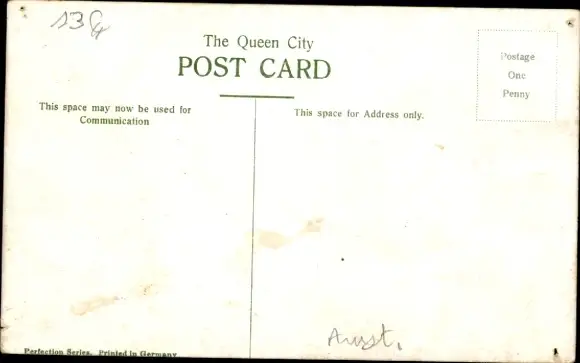 The Queen City
POST CARD
Postage
One
Penny
This space may now be used for
Communication
This space for Address only.
Aust.
Perfection Series. Printed in Germany